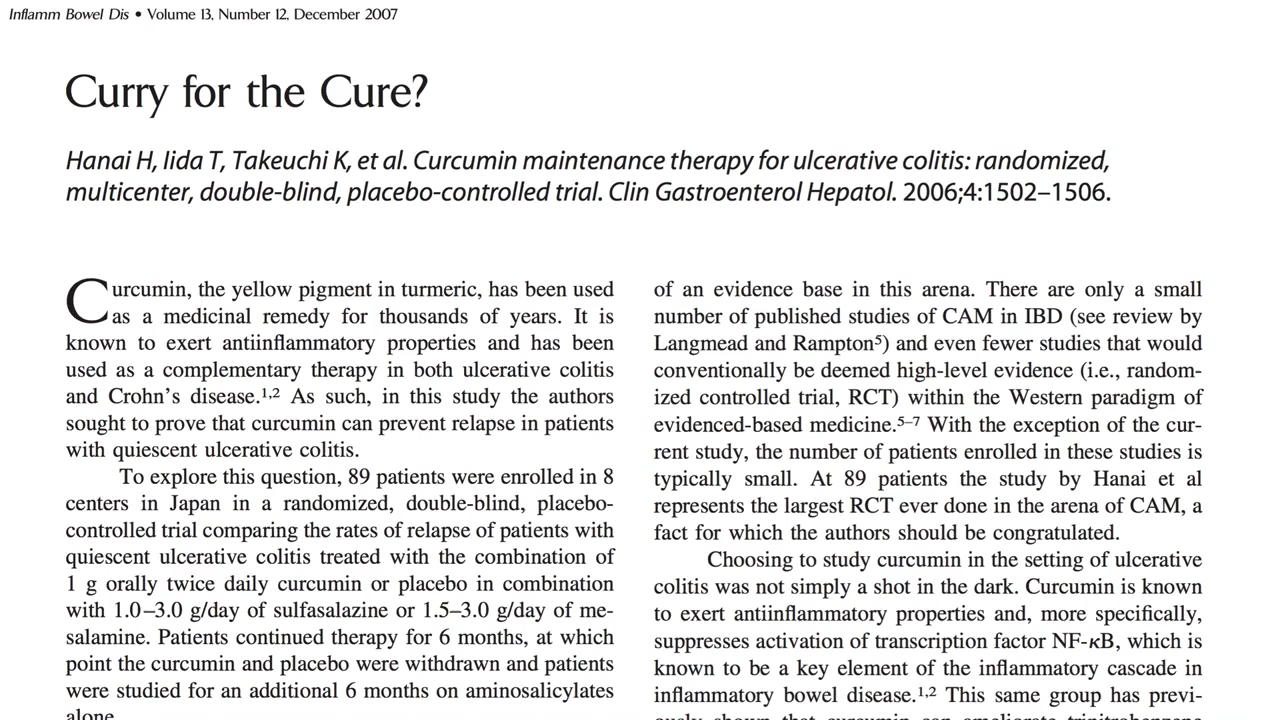 Inflamm Bowel Dis • Volume 13, Number 12, December 2007
Curry for the Cure?
Hanai H, Iida T, Takeuchi K, et al. Curcumin maintenance therapy for ulcerative colitis: randomized,
multicenter, double-blind, placebo-controlled trial. Clin Gastroenterol Hepatol. 2006;4:1502–1506.
Curcumin, the yellow pigment in turmeric, has been used
as a medicinal remedy for thousands of years. It is
known to exert antiinflammatory properties and has been
used as a complementary therapy in both ulcerative colitis
and Crohn's disease.1,2 As such, in this study the authors
sought to prove that curcumin can prevent relapse in patients
with quiescent ulcerative colitis.
To explore this question, 89 patients were enrolled in 8
centers in Japan in a randomized, double-blind, placebo-
controlled trial comparing the rates of relapse of patients with
quiescent ulcerative colitis treated with the combination of
1 g orally twice daily curcumin or placebo in combination
with 1.0–3.0 g/day of sulfasalazine or 1.5–3.0 g/day of me-
salamine. Patients continued therapy for 6 months, at which
point the curcumin and placebo were withdrawn and patients
were studied for an additional 6 months on aminosalicylates
alone.
of an evidence base in this arena. There are only a small
number of published studies of CAM in IBD (see review by
Langmead and Rampton5) and even fewer studies that would
conventionally be deemed high-level evidence (i.e., random-
ized controlled trial, RCT) within the Western paradigm of
evidenced-based medicine.5–7 With the exception of the cur-
rent study, the number of patients enrolled in these studies is
typically small. At 89 patients the study by Hanai et al
represents the largest RCT ever done in the arena of CAM, a
fact for which the authors should be congratulated.
Choosing to study curcumin in the setting of ulcerative
colitis was not simply a shot in the dark. Curcumin is known
to exert antiinflammatory properties and, more specifically,
suppresses activation of transcription factor NF-κB, which is
known to be a key element of the inflammatory cascade in
inflammatory bowel disease.1,2 This same group has previ-
ously shown that curcumin can ameliorate trinitrobenzene